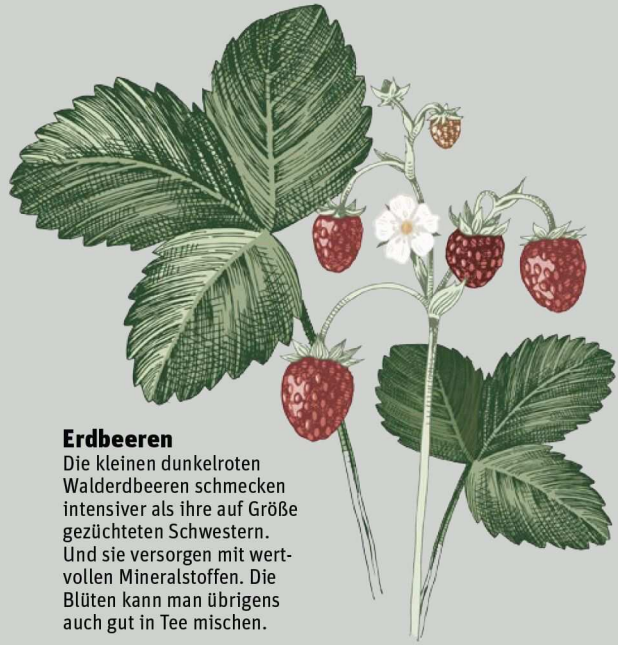 Erdbeeren
Die kleinen dunkelroten
Walderdbeeren schmecken
intensiver als ihre auf Größe
gezüchteten Schwestern.
Und sie versorgen mit wert-
vollen Mineralstoffen. Die
Blüten kann man übrigens
auch gut in Tee mischen.